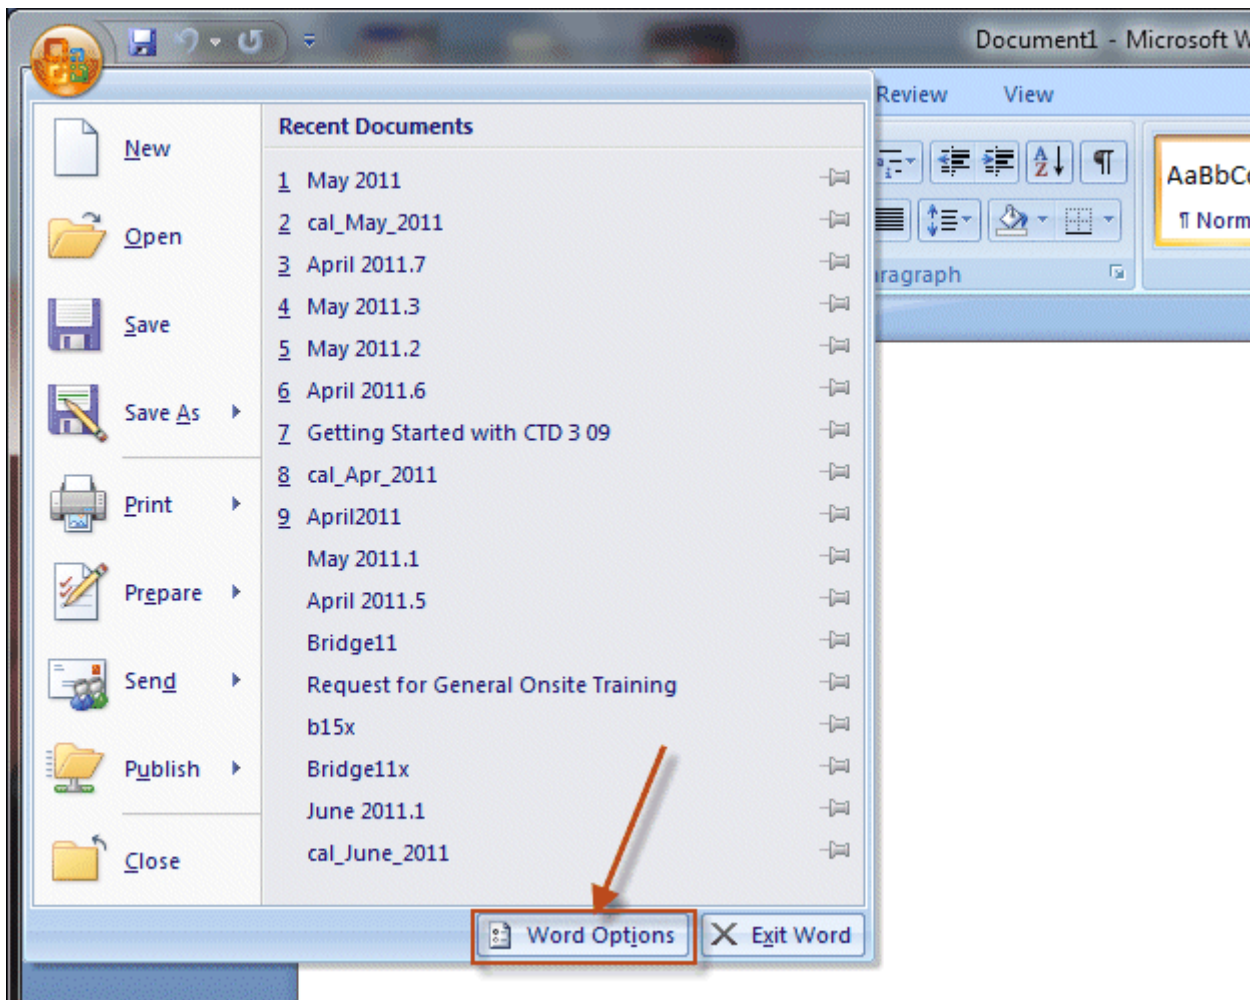 Document1 - Microsoft W
Review View
New
Open
Save
Save As
Print
Prepare
Send
Publish
Close
Recent Documents
1 May 2011
2 cal_May_2011
3 April 2011.7
4 May 2011.3
5 May 2011.2
6 April 2011.6
7 Getting Started with CTD 3 09
8 cal_Apr_2011
9 April2011
May 2011.1
April 2011.5
Bridge11
Request for General Onsite Training
b15x
Bridge11x
June 2011.1
cal_June_2011
Word Options
Exit Word
aragraph
AaBbCc
¶ Norm